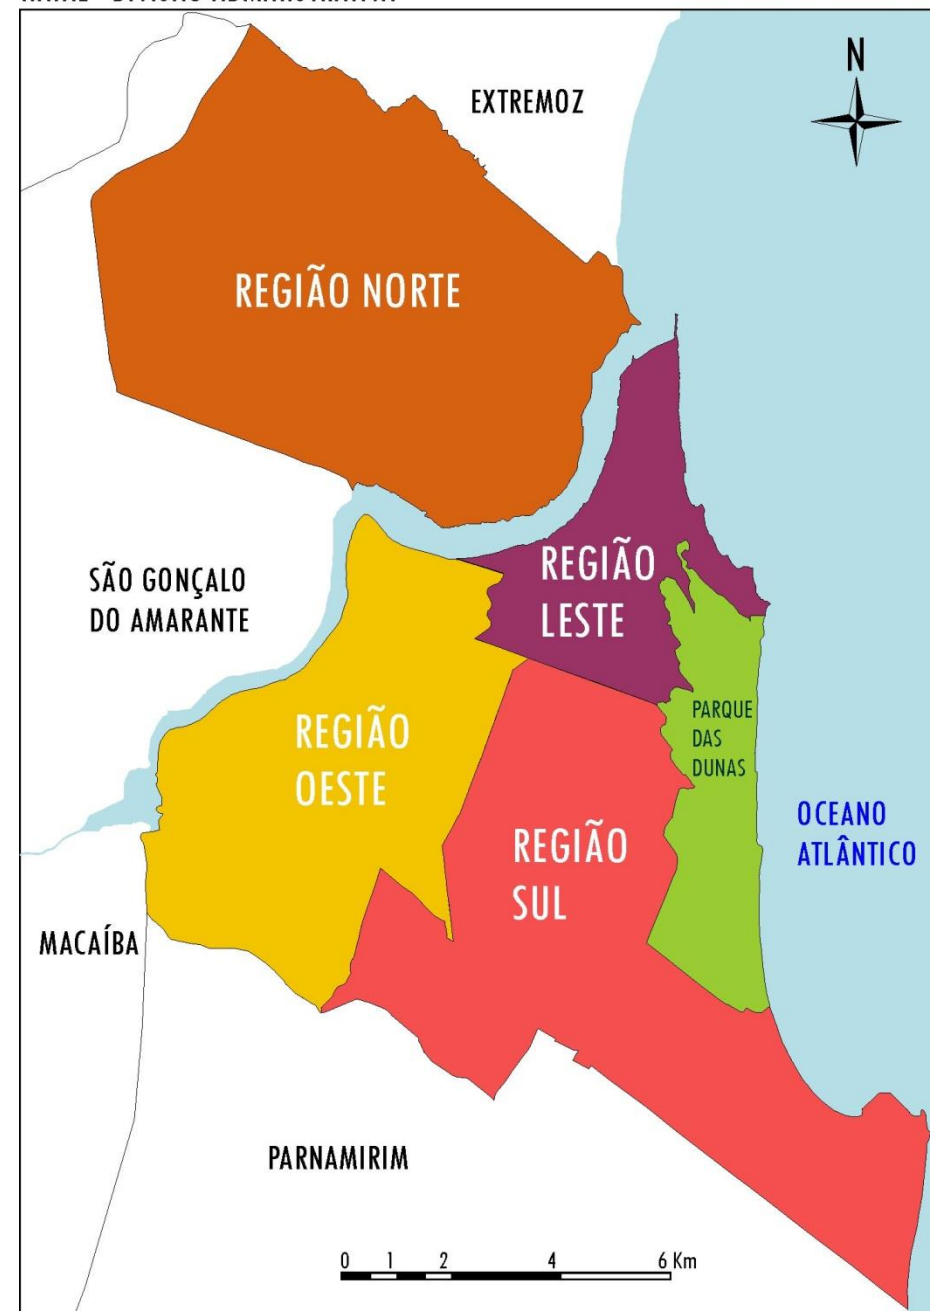 N
EXTREMOZ
REGIÃO NORTE
SÃO GONÇALO
DO AMARANTE
REGIÃO
LESTE
REGIÃO
OESTE
PARQUE
DAS
DUNAS
OCEANO
ATLÂNTICO
REGIÃO
SUL
MACAÍBA
PARNAMIRIM
0 1 2 4 6 Km